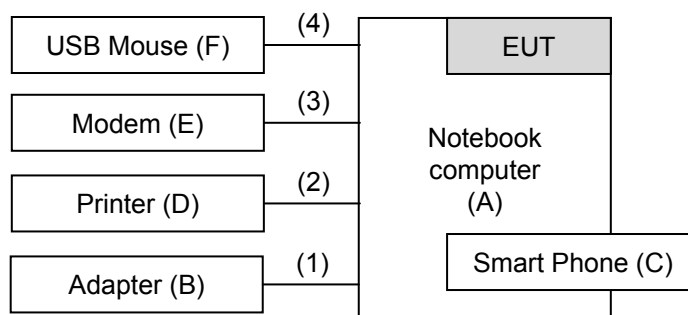 USB Mouse (F)
(4)
EUT
Modem (E)
(3)
Notebook
computer
(A)
Printer (D)
(2)
Smart Phone (C)
Adapter (B)
(1)